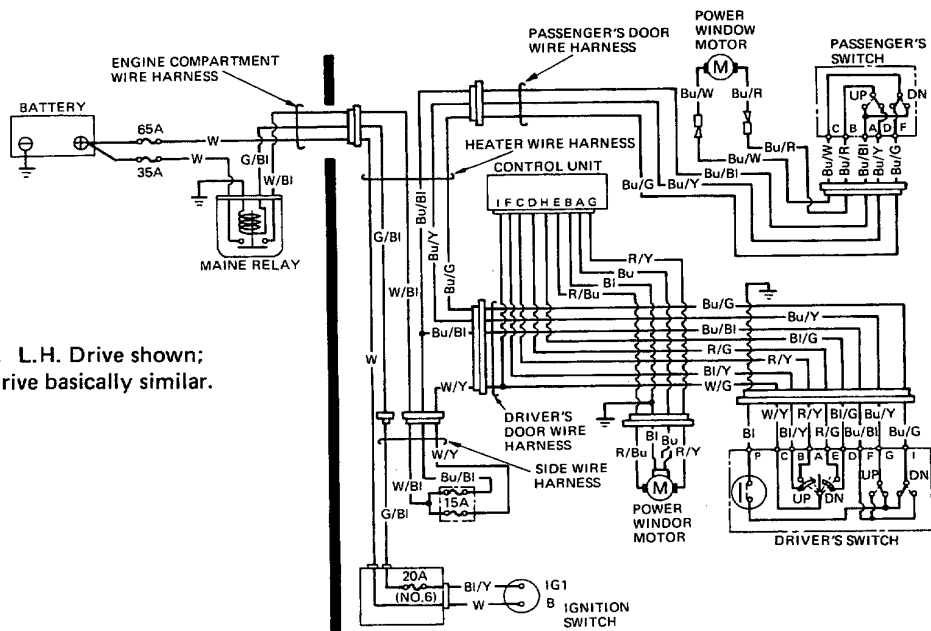 ENGINE COMPARTMENT
WIRE HARNESS
PASSENGER'S DOOR
WIRE HARNESS
POWER
WINDOW
MOTOR
M
Bu/W
Bu/R
PASSENGER'S
SWITCH
UP
DN
C B A D F
Bu/W
Bu/R
Bu/Bl
Bu/Y
Bu/G
BATTERY
65A
W
35A
W
G/Bl
W/Bl
MAINE RELAY
HEATER WIRE HARNESS
CONTROL UNIT
I F C D H E B A G
Bu/W
Bu/R
Bu/Bl
Bu/Y
Bu/G
G/Bl
W/Bl
Bu/Y
Bu/G
W
R/Y
Bu
Bl
R/Bu
Bu/Bl
W/Y
Bu/G
Bu/Y
Bu/Bl
Bl/G
R/G
R/Y
Bl/Y
W/G
L.H. Drive shown;
rive basically similar.
DRIVER'S
DOOR WIRE
HARNESS
SIDE WIRE
HARNESS
W/Y
Bu/Bl
W/Bl
15A
G/Bl
Bl
Bu
R/Bu
R/Y
M
POWER
WINDOR
MOTOR
W/Y
R/Y
Bl/G
Bu/Y
Bl
Bl/Y
R/G
Bu/Bl
Bu/G
P C B A E D F G I
UP
DN
UP
DN
DRIVER'S SWITCH
20A
(NO.6)
Bl/Y
W
IG1
B
IGNITION
SWITCH